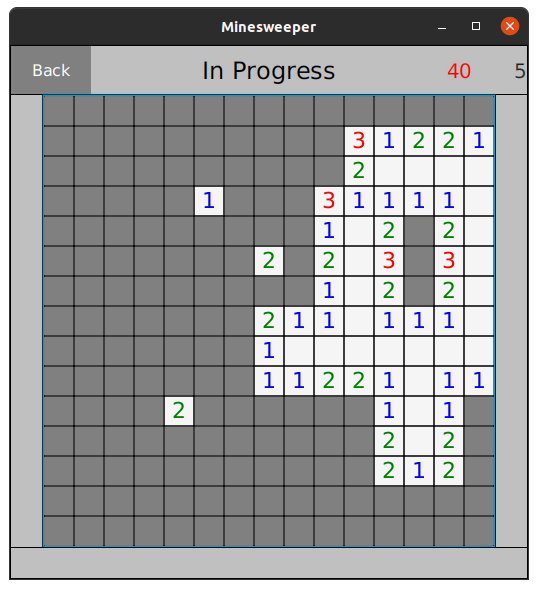 Minesweeper
Back In Progress 40 5
3 1 2 2 1
2
1 3 1 1 1 1
1 2 2
2 2 3 3
1 2 2
2 1 1 1 1 1
1
1 1 2 2 1 1 1
2 1 1
2 2
2 1 2